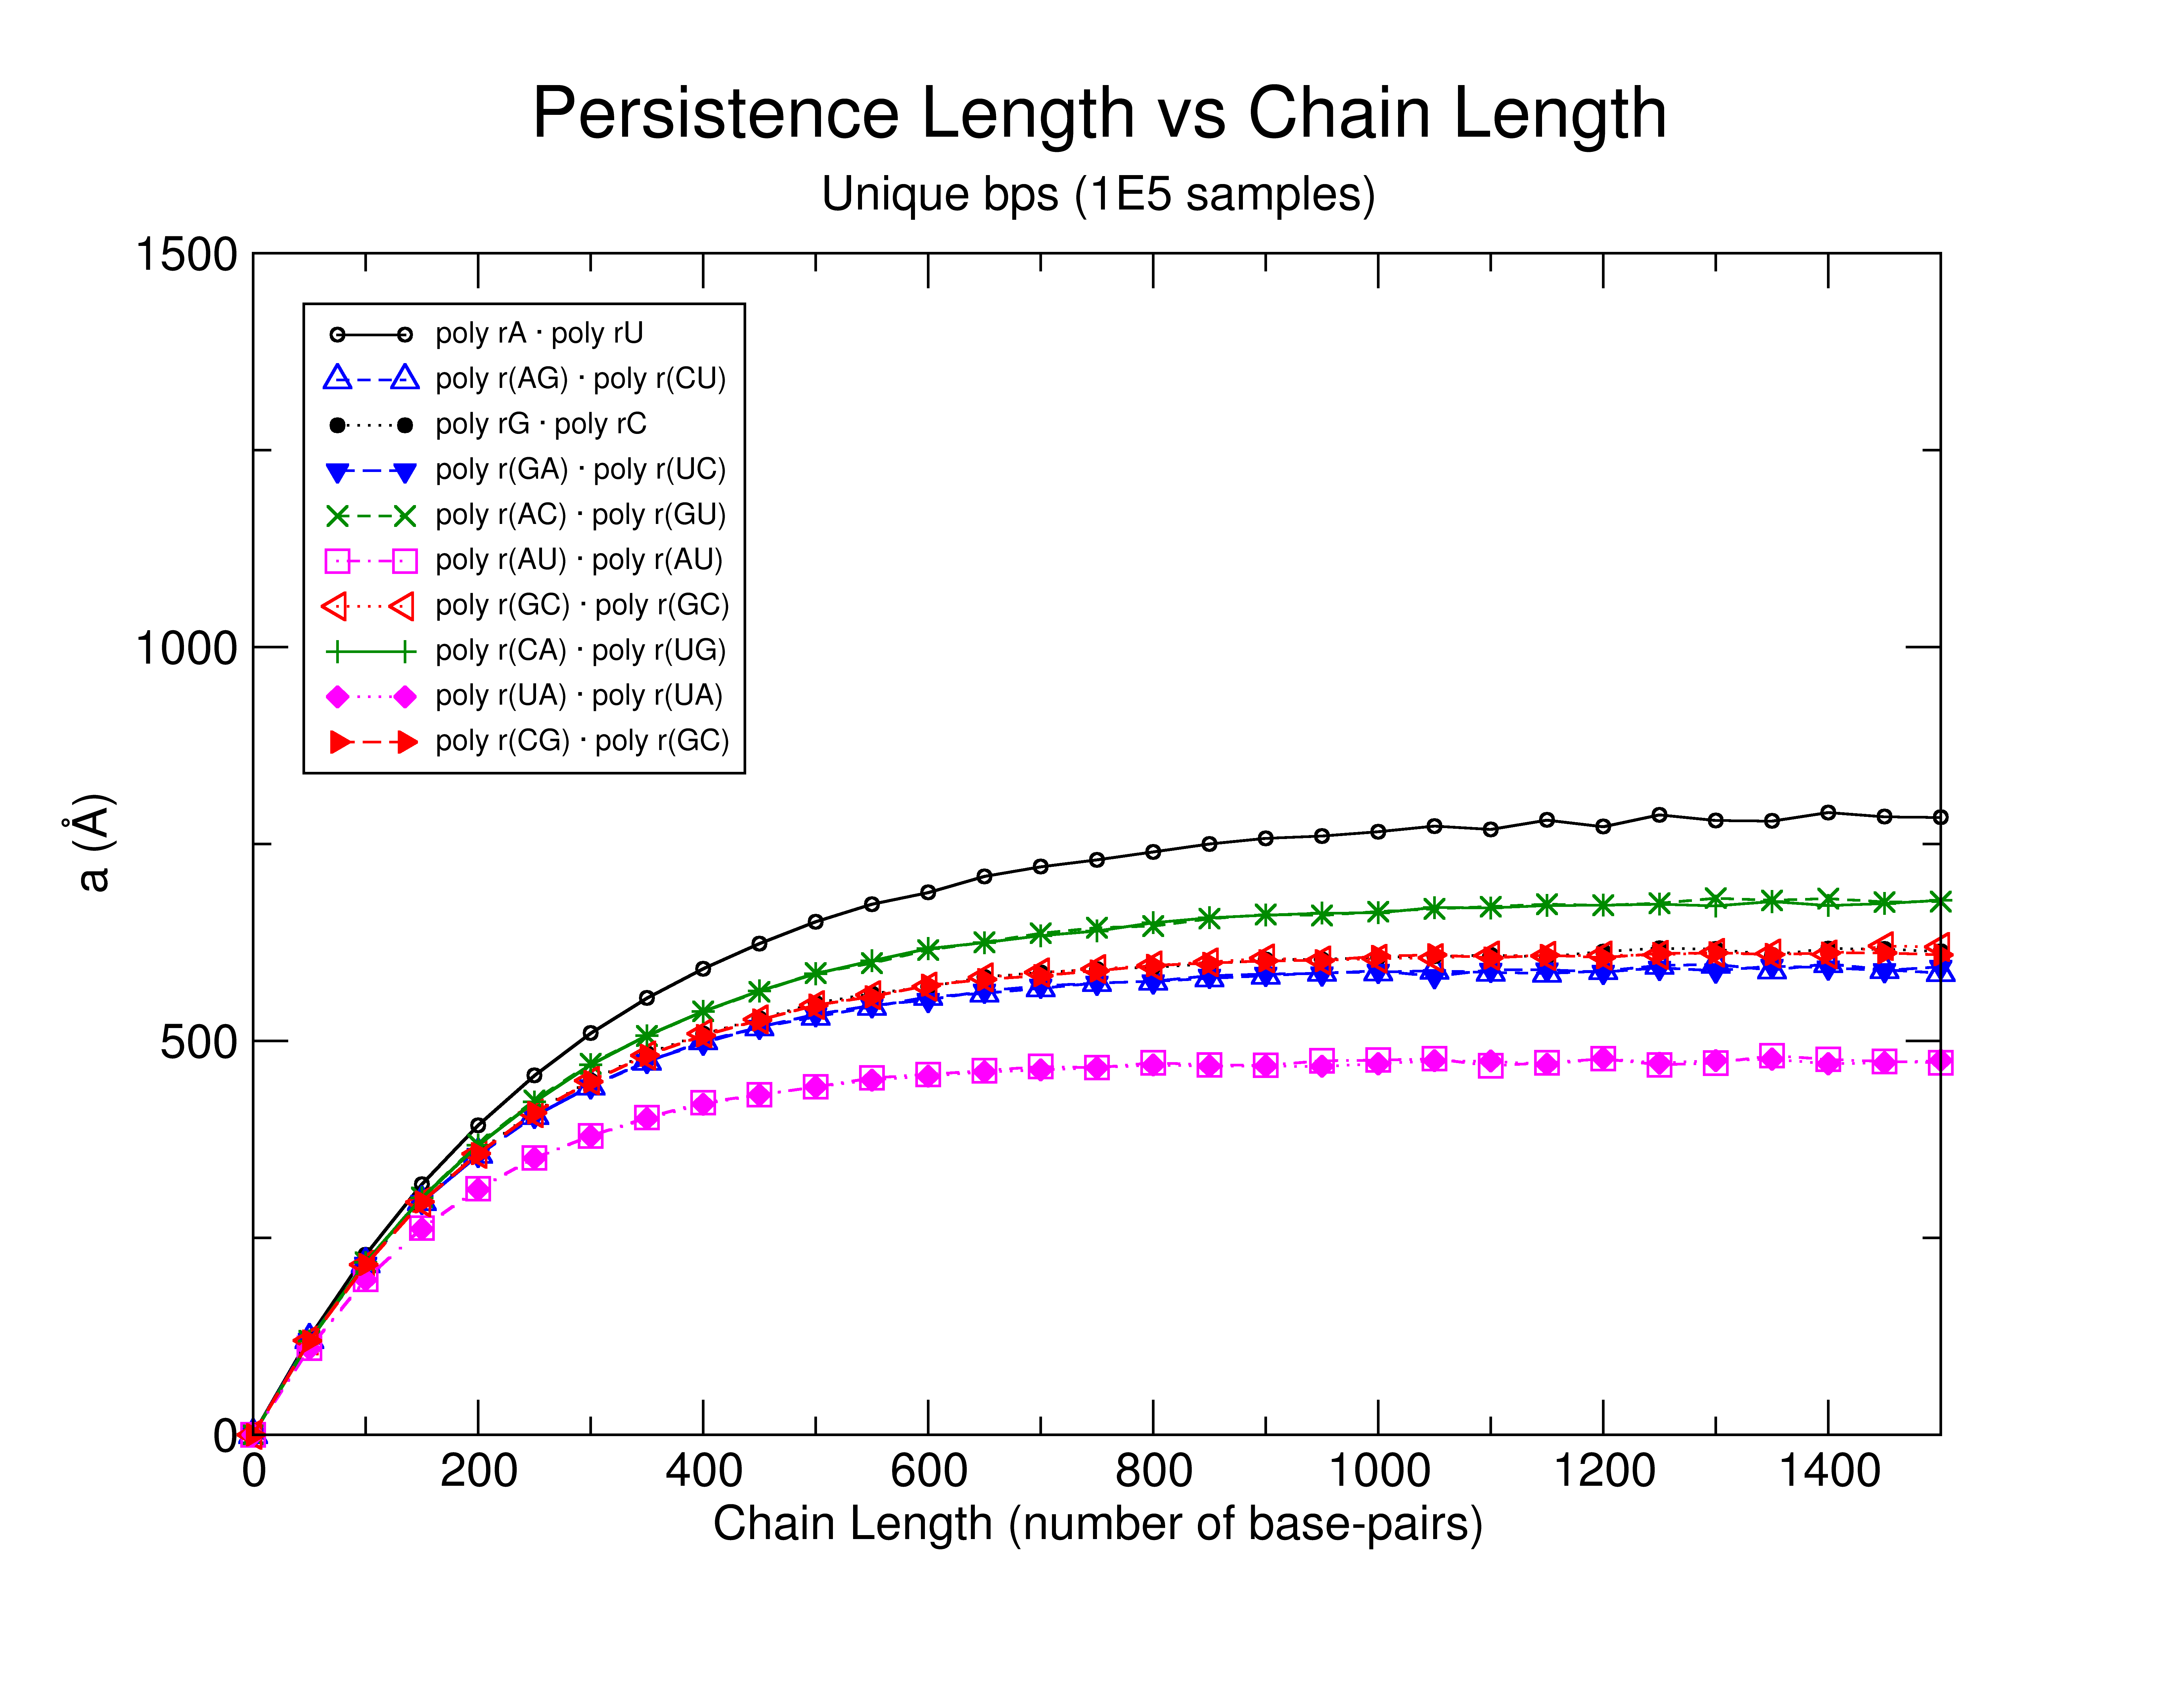 Persistence Length vs Chain Length
Unique bps (1E5 samples)
1500
1000
500
0
a (Å)
poly rA · poly rU
poly r(AG) · poly r(CU)
poly rG · poly rC
poly r(GA) · poly r(UC)
poly r(AC) · poly r(GU)
poly r(AU) · poly r(AU)
poly r(GC) · poly r(GC)
poly r(CA) · poly r(UG)
poly r(UA) · poly r(UA)
poly r(CG) · poly r(GC)
0 200 400 600 800 1000 1200 1400
Chain Length (number of base-pairs)